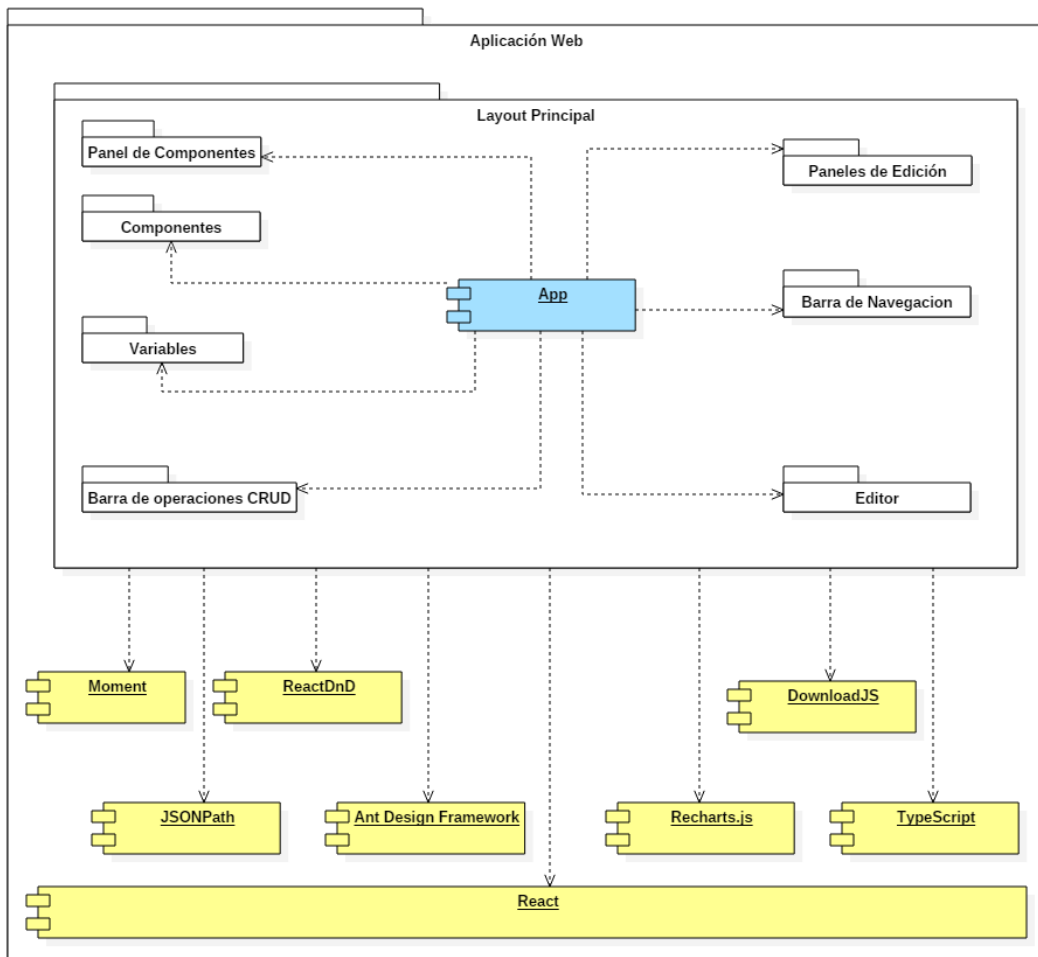 Aplicación Web
Layout Principal
Panel de Componentes
Paneles de Edición
Componentes
App
Barra de Navegacion
Variables
Barra de operaciones CRUD
Editor
Moment
ReactDnD
DownloadJS
JSONPath
Ant Design Framework
Recharts.js
TypeScript
React